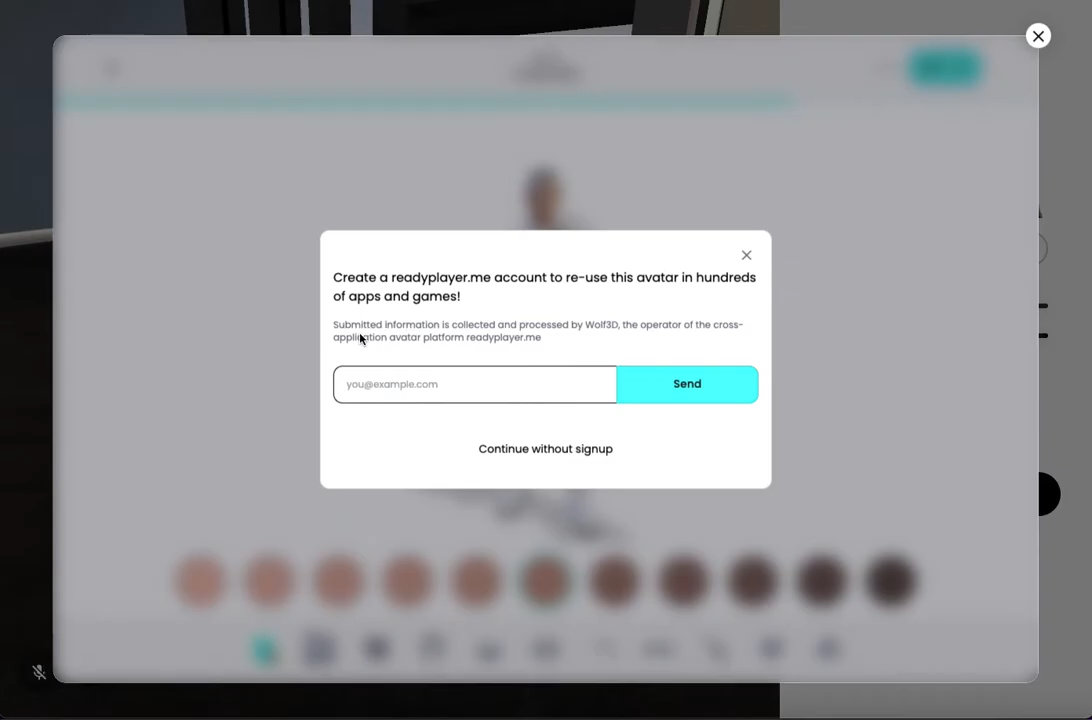 Create a readyplayer.me account to re-use this avatar in hundreds
of apps and games!
Submitted information is collected and processed by Wolf3D, the operator of the cross-
application avatar platform readyplayer.me
you@example.com
Send
Continue without signup